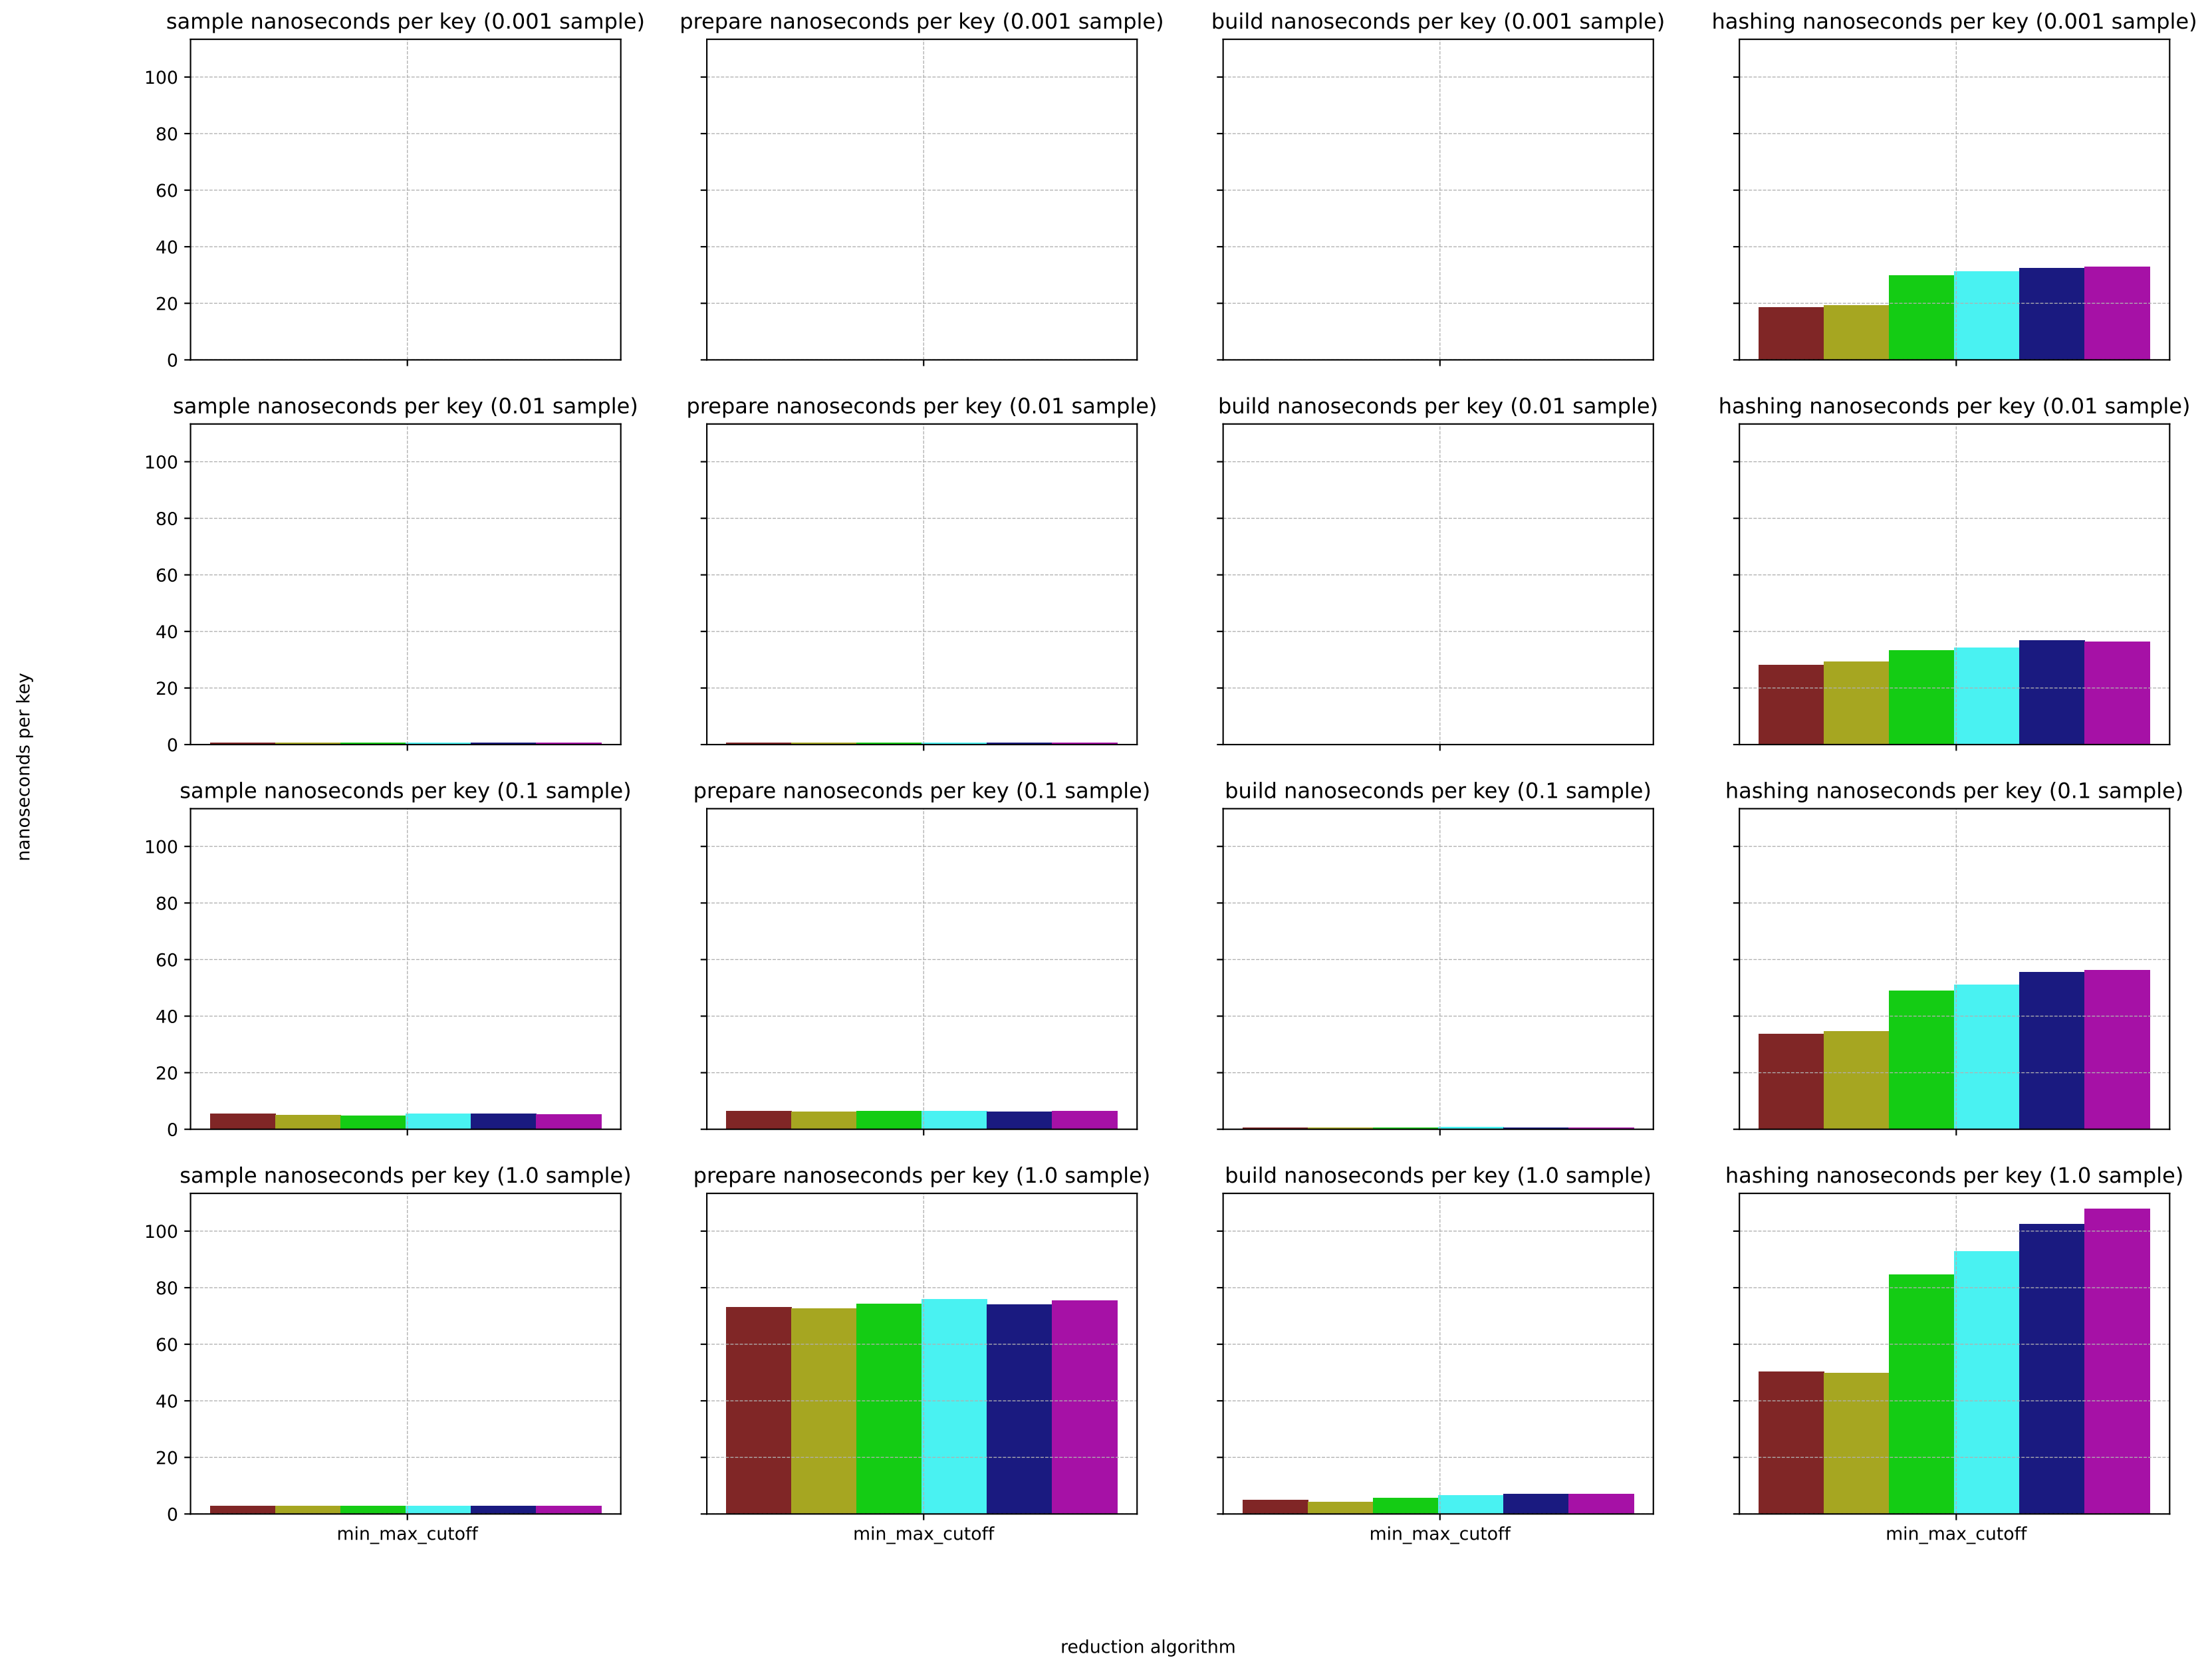 sample nanoseconds per key (0.001 sample)
prepare nanoseconds per key (0.001 sample)
build nanoseconds per key (0.001 sample)
hashing nanoseconds per key (0.001 sample)
100
80
60
40
20
0
sample nanoseconds per key (0.01 sample)
prepare nanoseconds per key (0.01 sample)
build nanoseconds per key (0.01 sample)
hashing nanoseconds per key (0.01 sample)
100
80
60
40
20
0
nanoseconds per key
sample nanoseconds per key (0.1 sample)
prepare nanoseconds per key (0.1 sample)
build nanoseconds per key (0.1 sample)
hashing nanoseconds per key (0.1 sample)
100
80
60
40
20
0
sample nanoseconds per key (1.0 sample)
prepare nanoseconds per key (1.0 sample)
build nanoseconds per key (1.0 sample)
hashing nanoseconds per key (1.0 sample)
100
80
60
40
20
0
min_max_cutoff
min_max_cutoff
min_max_cutoff
min_max_cutoff
reduction algorithm